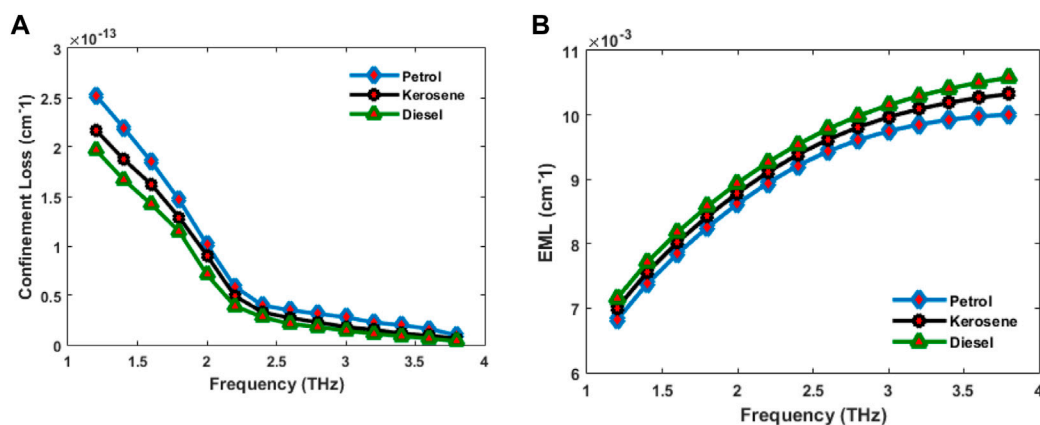 A
×10^-13
3
2.5
2
1.5
1
0.5
0
Confinement Loss (cm^-1)
Petrol
Kerosene
Diesel
1 1.5 2 2.5 3 3.5 4
Frequency (THz)
B
×10^-3
11
10
9
8
7
6
EML (cm^-1)
Petrol
Kerosene
Diesel
1 1.5 2 2.5 3 3.5 4
Frequency (THz)